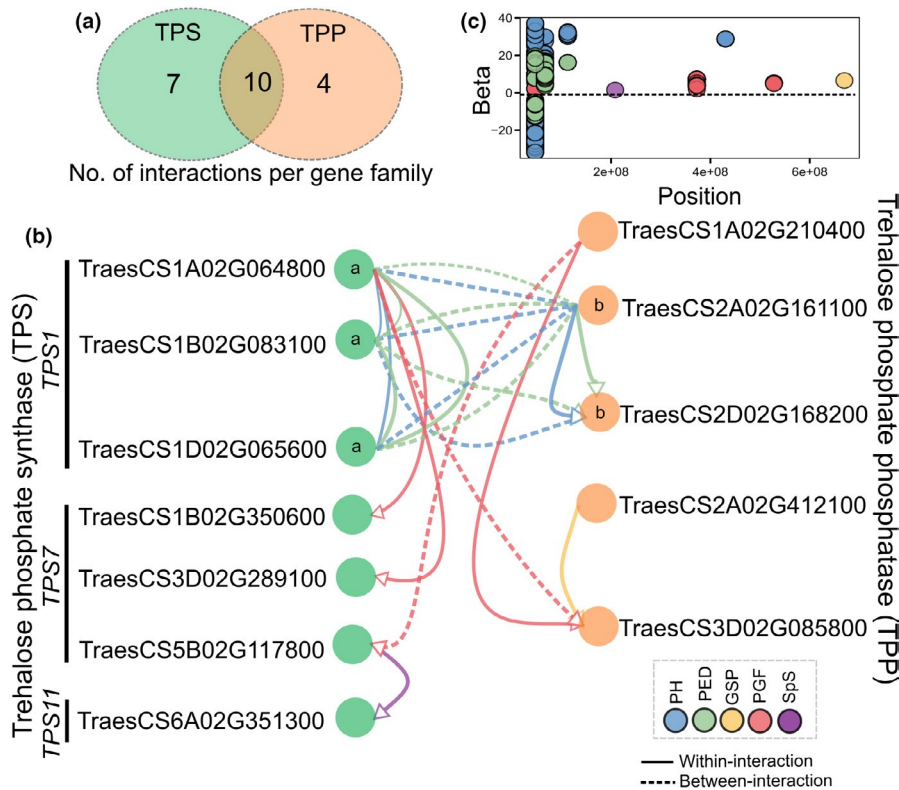 (a)
TPS
TPP
7
10
4
No. of interactions per gene family
(c)
Beta
40
20
0
−20
2e+08
4e+08
6e+08
Position
(b)
Trehalose phosphate synthase (TPS)
TPS1
TraesCS1A02G064800
a
TraesCS1B02G083100
a
TraesCS1D02G065600
a
TPS7
TraesCS1B02G350600
TraesCS3D02G289100
TraesCS5B02G117800
TPS11
TraesCS6A02G351300
TraesCS1A02G210400
b
TraesCS2A02G161100
b
TraesCS2D02G168200
TraesCS2A02G412100
TraesCS3D02G085800
Trehalose phosphate phosphatase (TPP)
PH
PED
GSP
PGF
SpS
Within-interaction
Between-interaction